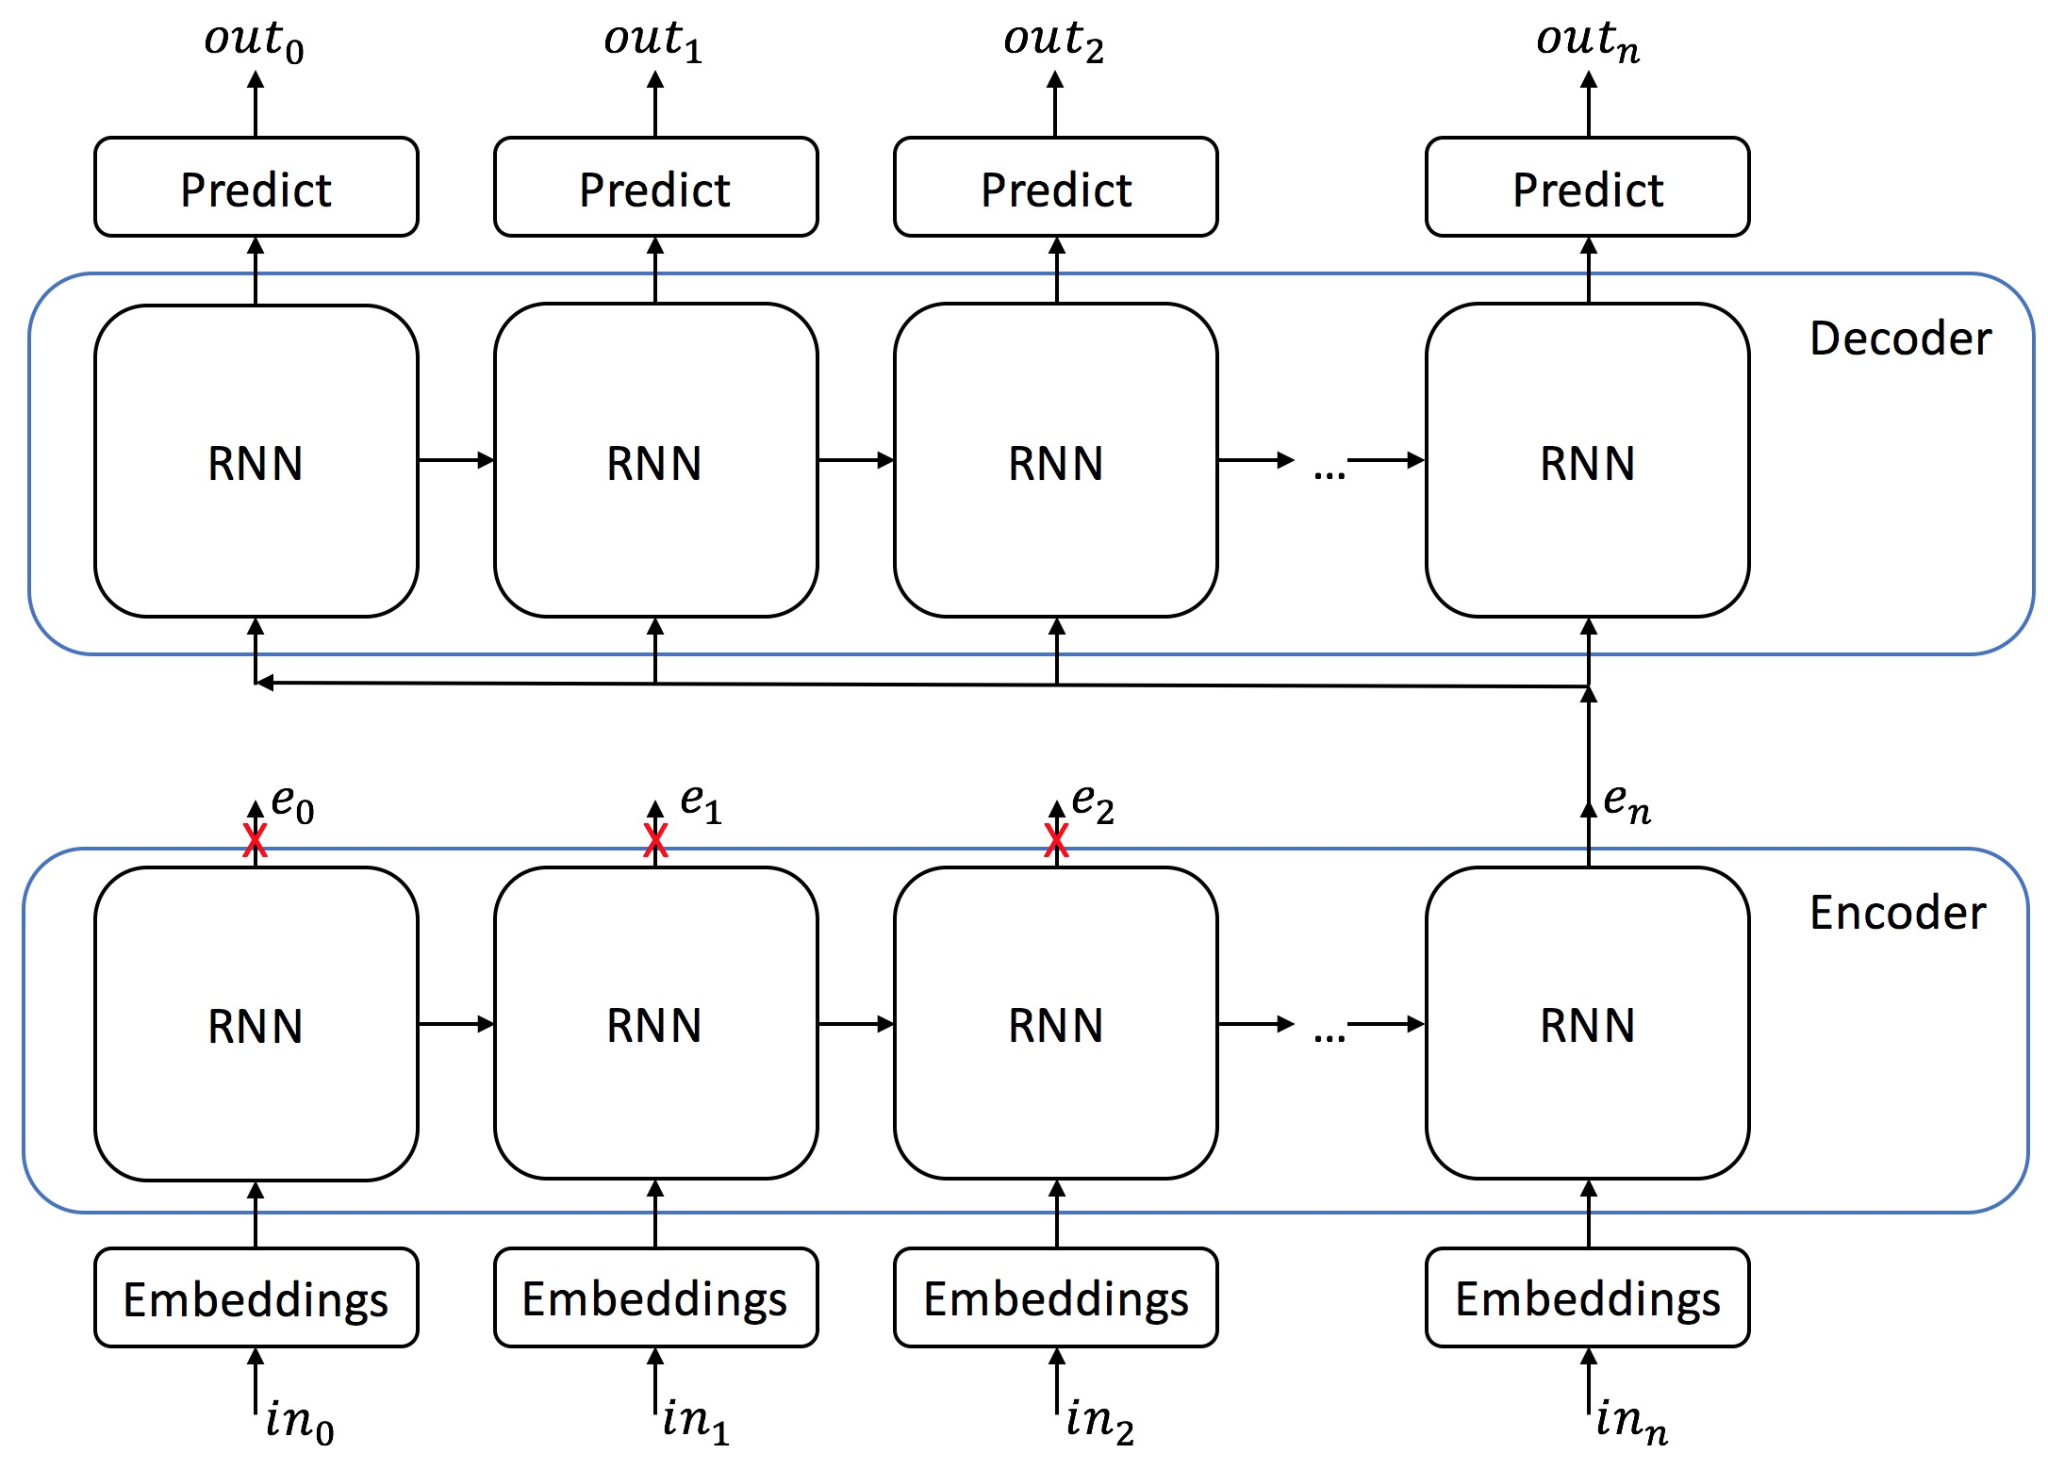 out₀ out₁ out₂ outₙ
Predict Predict Predict Predict
Decoder
RNN RNN RNN ... RNN
e₀ e₁ e₂ eₙ
X X X
Encoder
RNN RNN RNN ... RNN
Embeddings Embeddings Embeddings Embeddings
in₀ in₁ in₂ inₙ